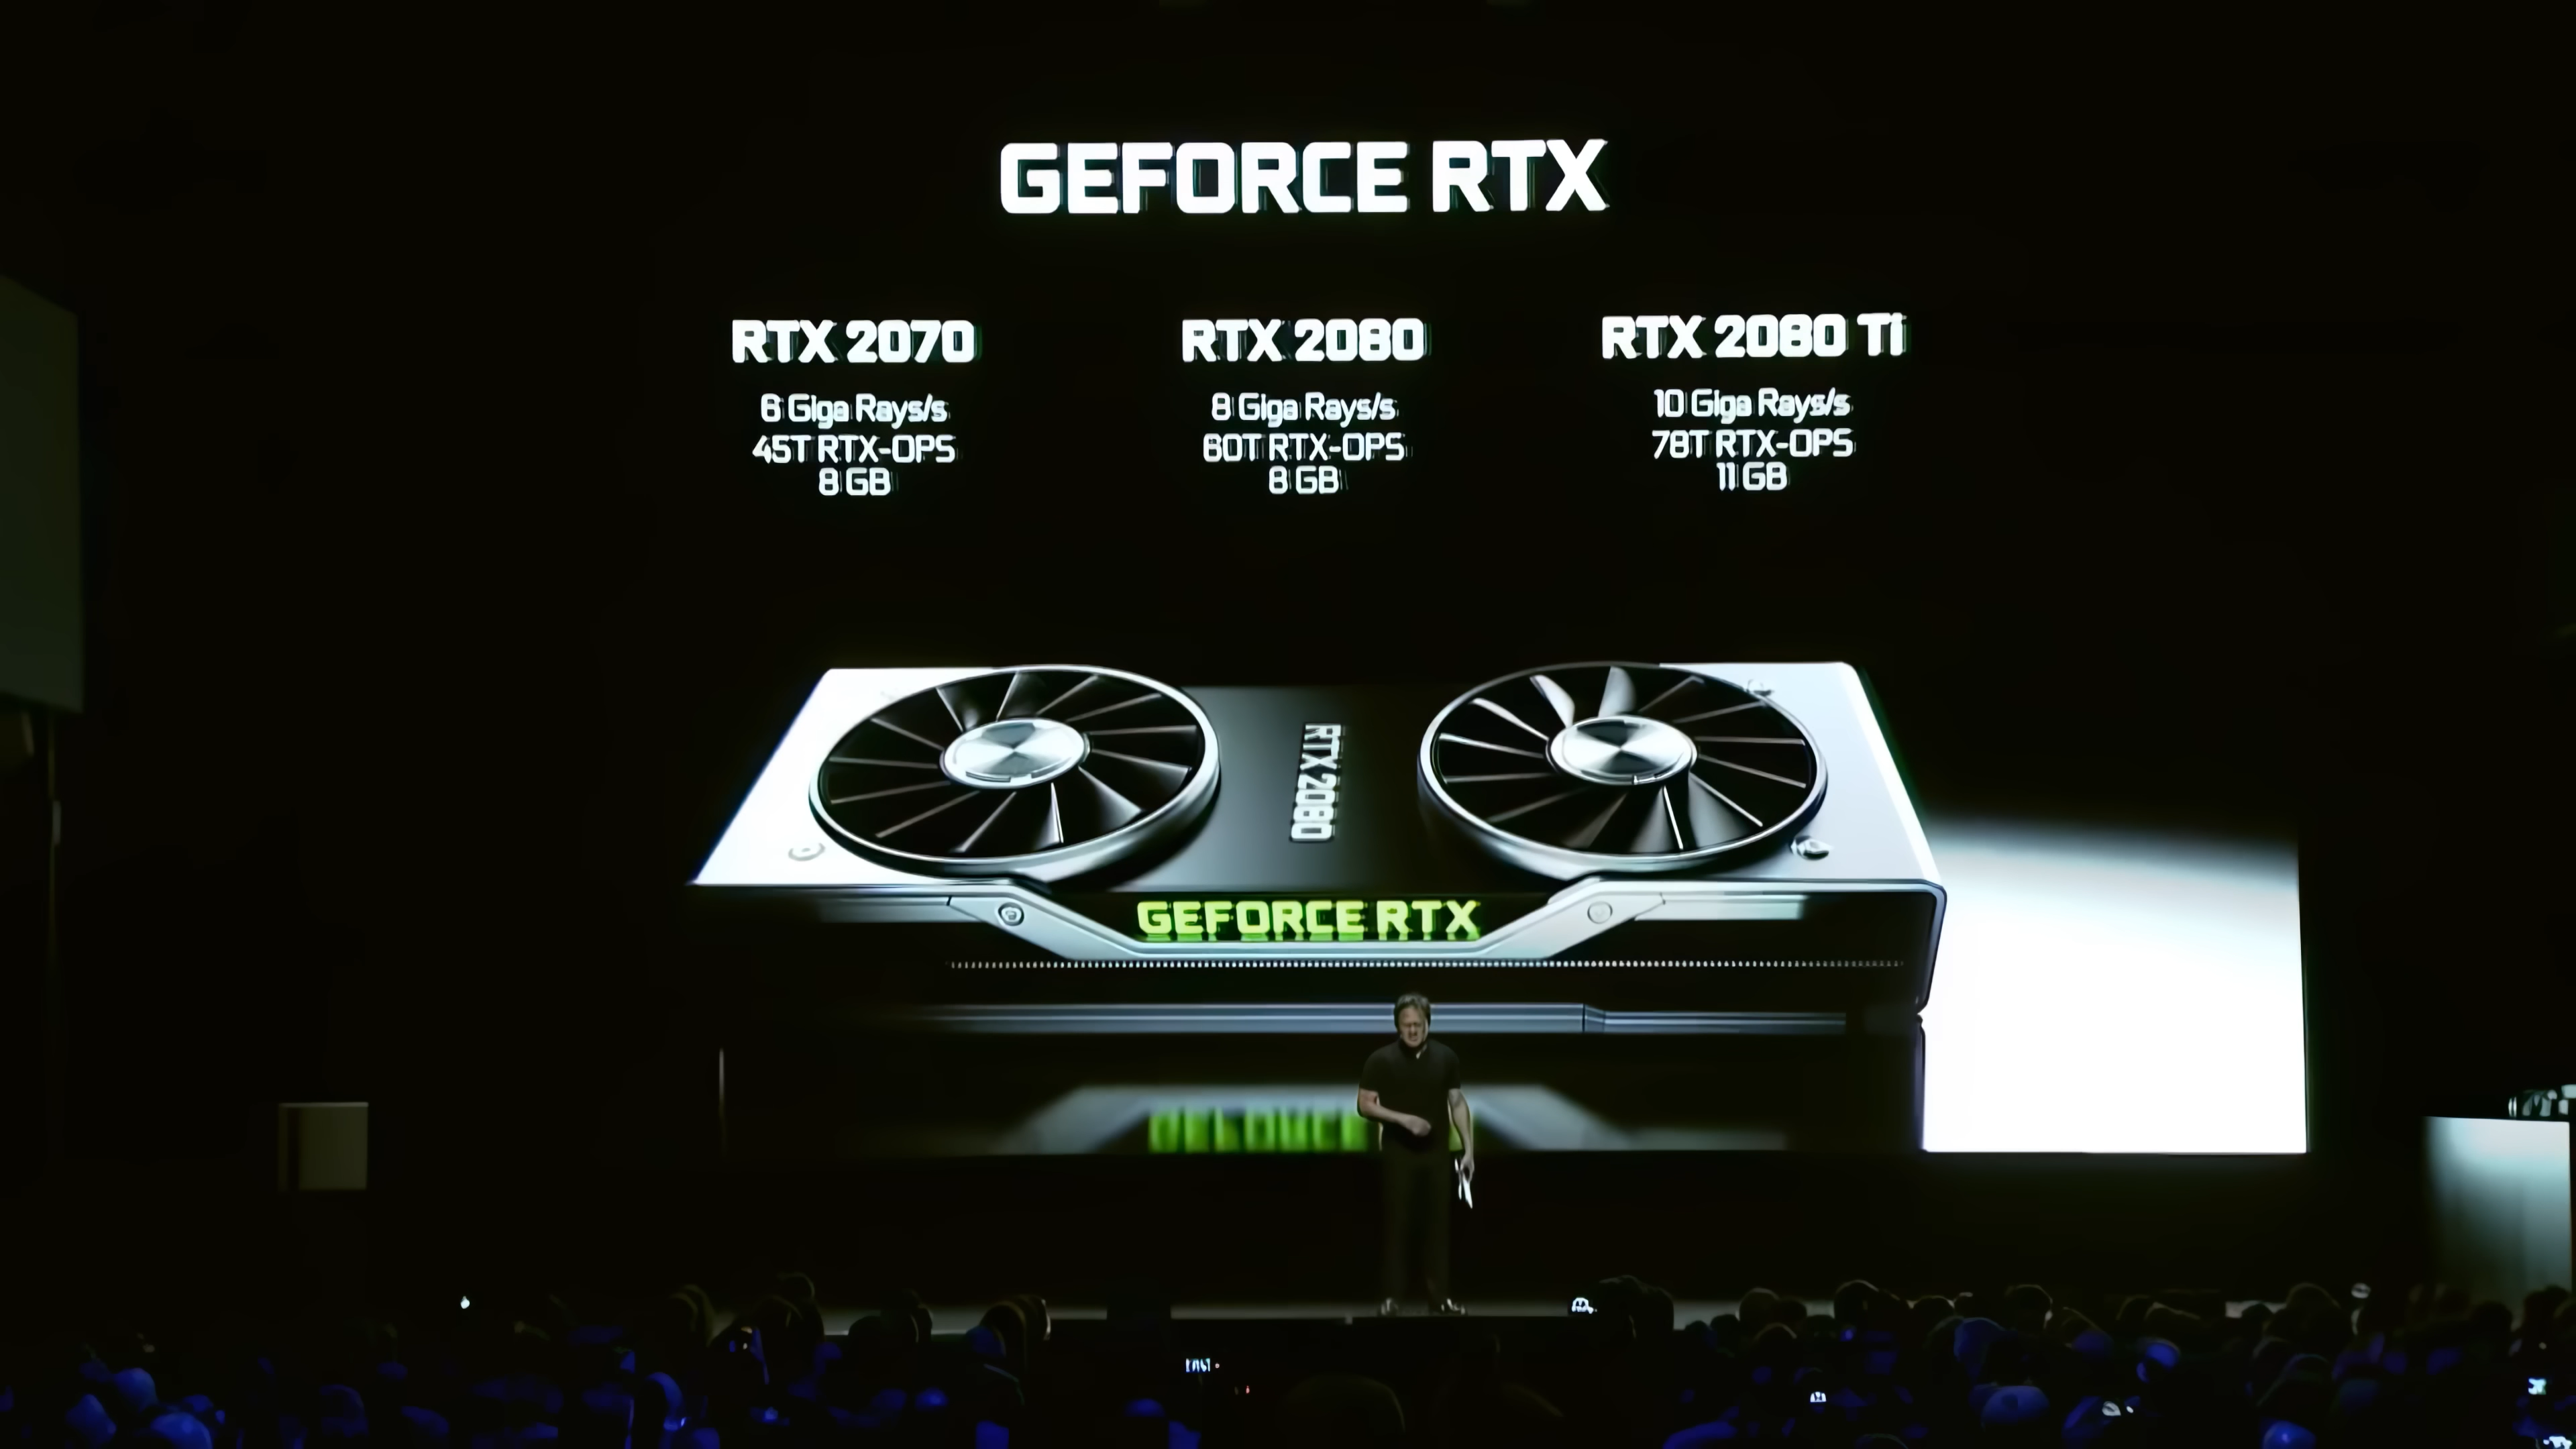 GEFORCE RTX
RTX 2070
6 Giga Rays/s
45T RTX-OPS
8 GB
RTX 2080
8 Giga Rays/s
60T RTX-OPS
8 GB
RTX 2080 Ti
10 Giga Rays/s
78T RTX-OPS
11 GB
RTX 2080
GEFORCE RTX